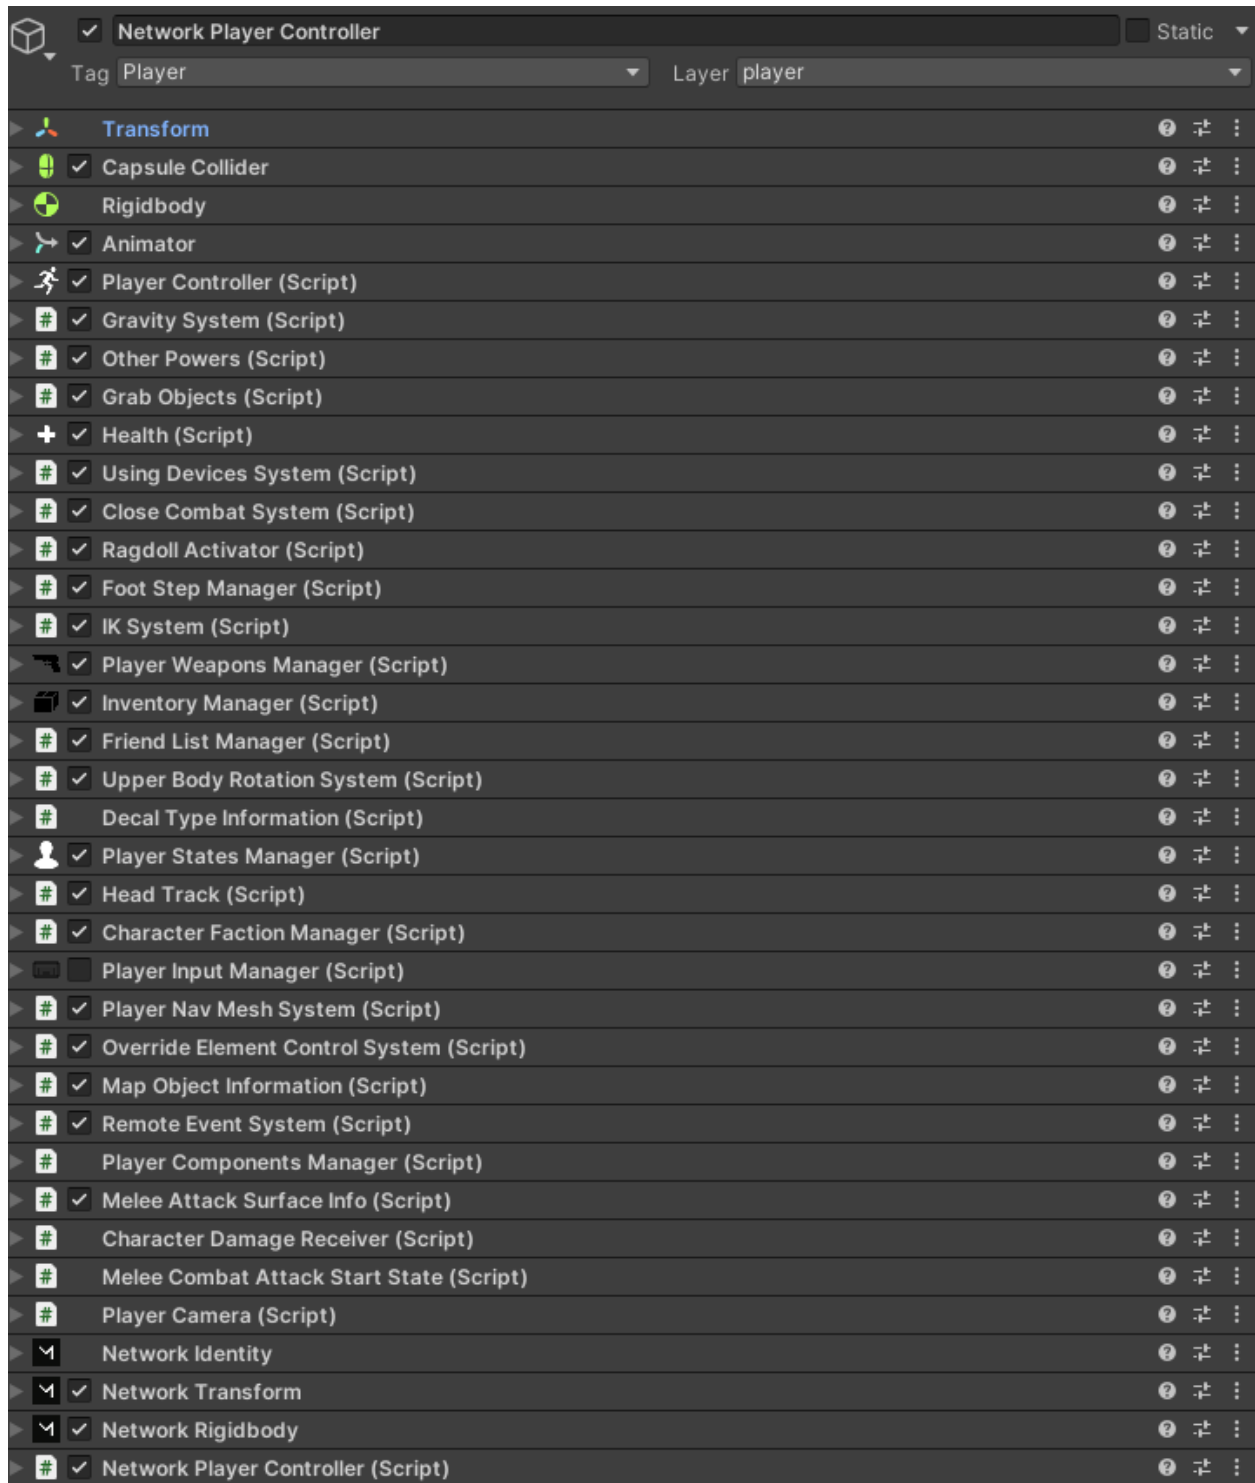 Network Player Controller Static
Tag Player Layer player
Transform
Capsule Collider
Rigidbody
Animator
Player Controller (Script)
# Gravity System (Script)
# Other Powers (Script)
# Grab Objects (Script)
Health (Script)
# Using Devices System (Script)
# Close Combat System (Script)
# Ragdoll Activator (Script)
# Foot Step Manager (Script)
# IK System (Script)
Player Weapons Manager (Script)
Inventory Manager (Script)
# Friend List Manager (Script)
# Upper Body Rotation System (Script)
# Decal Type Information (Script)
Player States Manager (Script)
# Head Track (Script)
# Character Faction Manager (Script)
Player Input Manager (Script)
# Player Nav Mesh System (Script)
# Override Element Control System (Script)
# Map Object Information (Script)
# Remote Event System (Script)
# Player Components Manager (Script)
# Melee Attack Surface Info (Script)
# Character Damage Receiver (Script)
# Melee Combat Attack Start State (Script)
# Player Camera (Script)
Network Identity
Network Transform
Network Rigidbody
# Network Player Controller (Script)